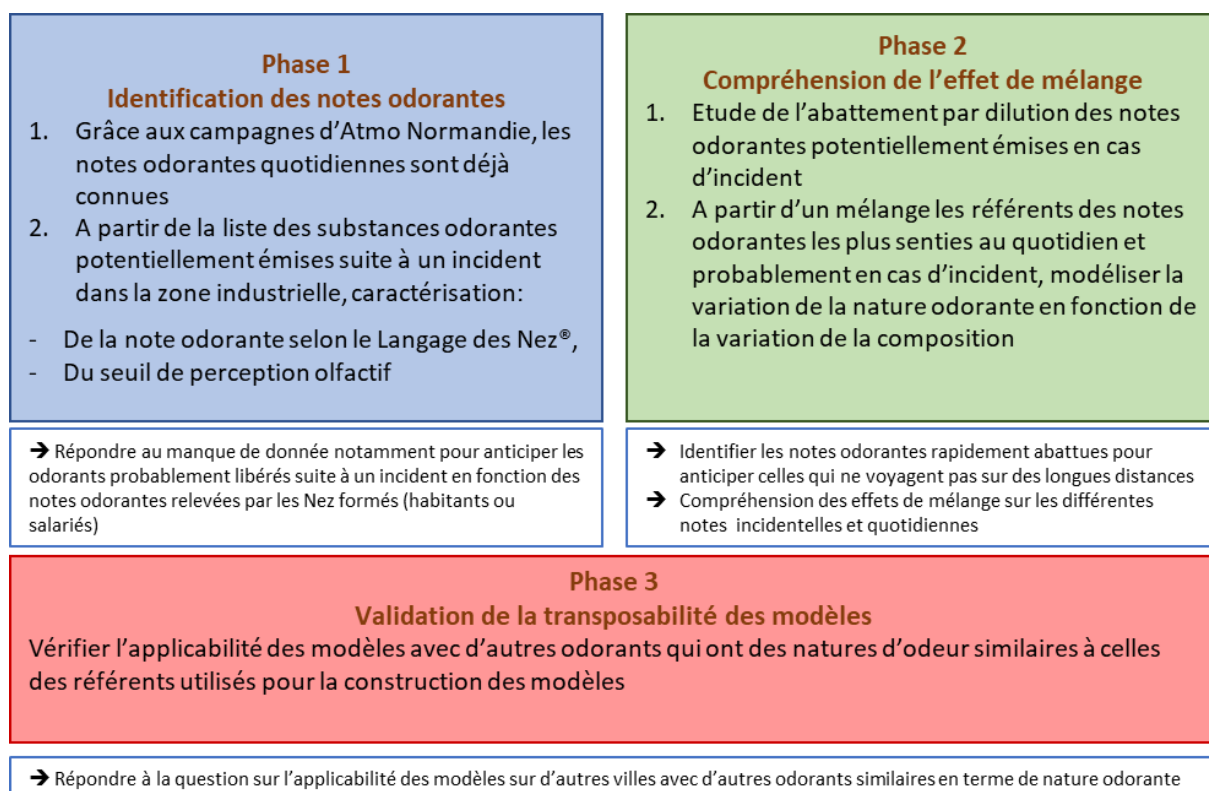 Phase 1
Identification des notes odorantes
1. Grâce aux campagnes d’Atmo Normandie, les
notes odorantes quotidiennes sont déjà
connues
2. A partir de la liste des substances odorantes
potentiellement émises suite à un incident
dans la zone industrielle, caractérisation:
- De la note odorante selon le Langage des Nez®,
- Du seuil de perception olfactif
➔ Répondre au manque de donnée notamment pour anticiper les
odorants probablement libérés suite à un incident en fonction des
notes odorantes relevées par les Nez formés (habitants ou
salariés)
Phase 2
Compréhension de l’effet de mélange
1. Etude de l’abattement par dilution des notes
odorantes potentiellement émises en cas
d’incident
2. A partir d’un mélange les référents des notes
odorantes les plus senties au quotidien et
probablement en cas d’incident, modéliser la
variation de la nature odorante en fonction de
la variation de la composition
➔ Identifier les notes odorantes rapidement abattues pour
anticiper celles qui ne voyagent pas sur des longues distances
➔ Compréhension des effets de mélange sur les différentes
notes incidentelles et quotidiennes
Phase 3
Validation de la transposabilité des modèles
Vérifier l’applicabilité des modèles avec d’autres odorants qui ont des natures d’odeur similaires à celles
des référents utilisés pour la construction des modèles
➔ Répondre à la question sur l’applicabilité des modèles sur d’autres villes avec d’autres odorants similaires en terme de nature odorante